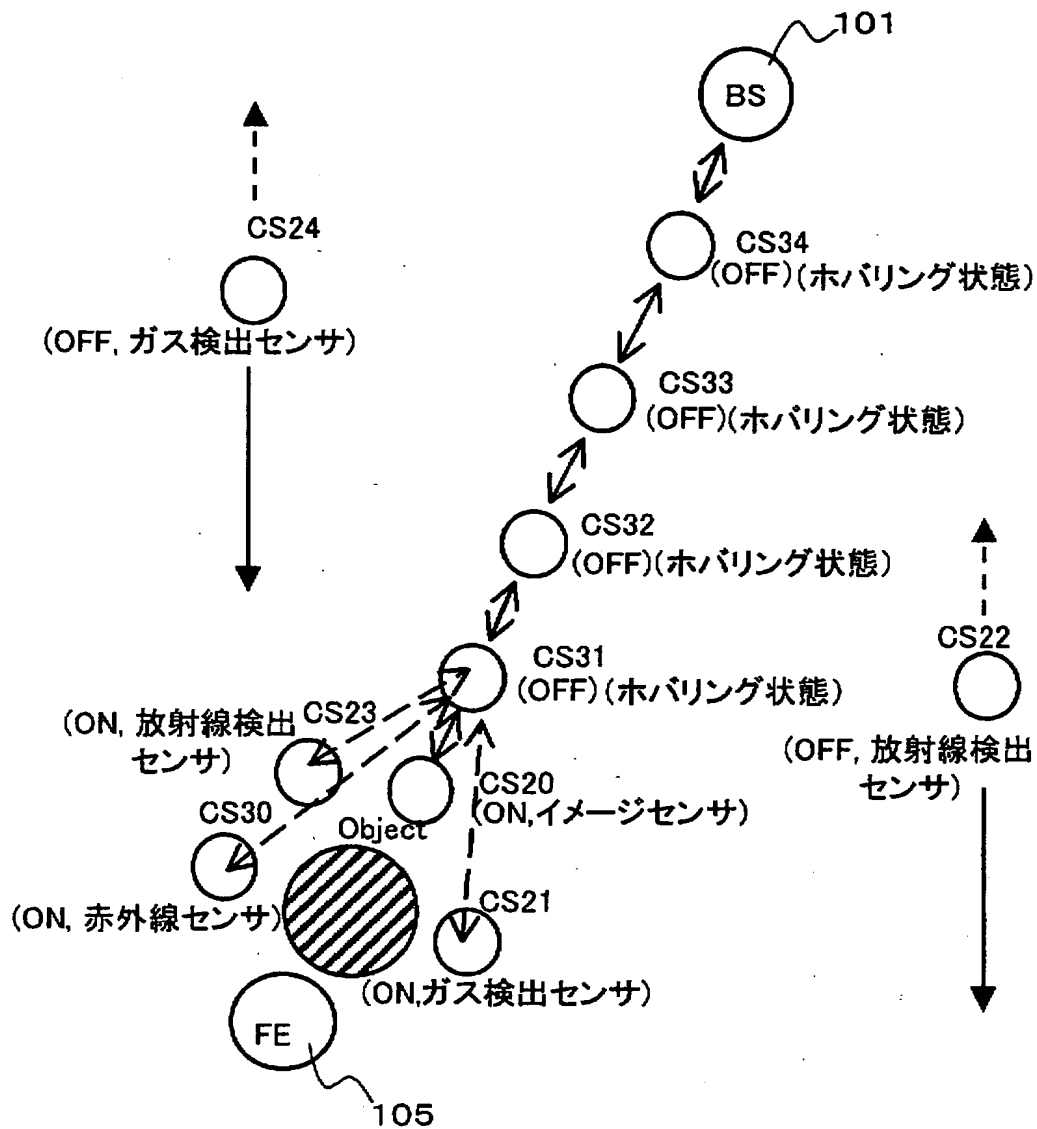 101
BS
CS24
(OFF, ガス検出センサ)
CS34
(OFF)(ホバリング状態)
CS33
(OFF)(ホバリング状態)
CS32
(OFF)(ホバリング状態)
CS31
(OFF)(ホバリング状態)
CS22
(OFF, 放射線検出
センサ)
CS23
(ON, 放射線検出
センサ)
CS20
(ON,イメージセンサ)
CS30
(ON, 赤外線センサ)
Object
CS21
(ON,ガス検出センサ)
FE
105